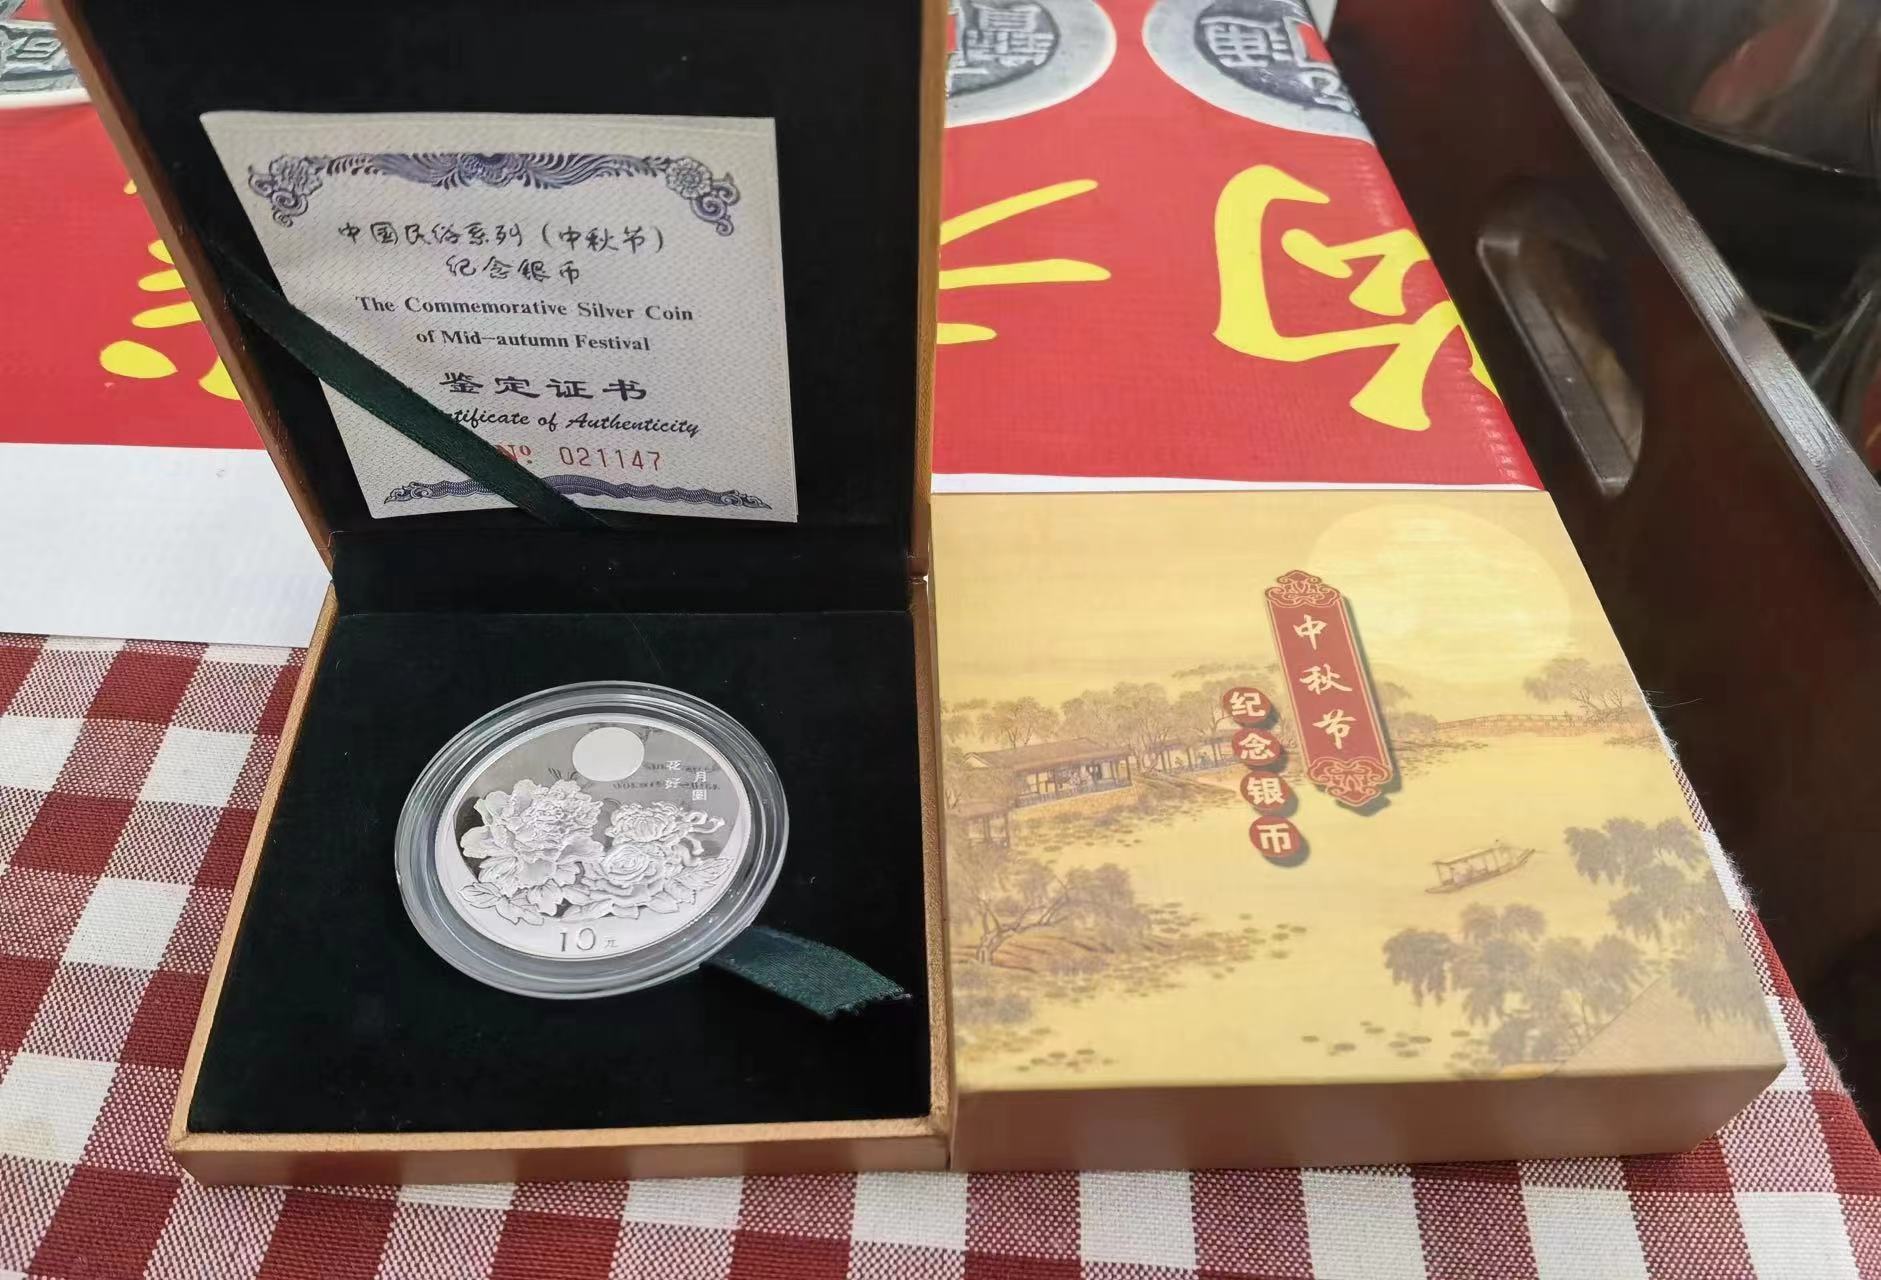 中国民俗系列（中秋节）
纪念银币
The Commemorative Silver Coin
of Mid-autumn Festival
鉴定证书
of Authenticity
Nº 021147
花好
月圆
10元
中秋节
纪念银币